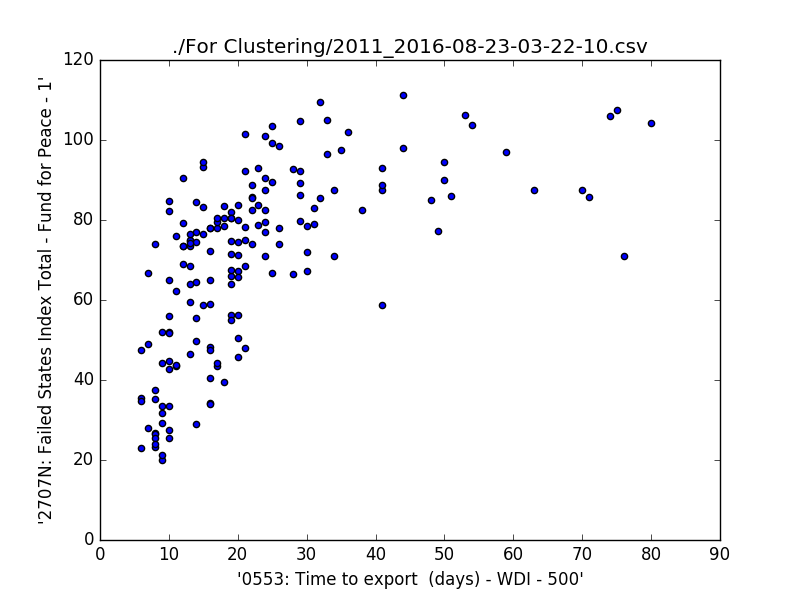 ./For Clustering/2011_2016-08-23-03-22-10.csv
120
100
80
60
40
20
0
'2707N: Failed States Index Total - Fund for Peace - 1'
0 10 20 30 40 50 60 70 80 90
'0553: Time to export  (days) - WDI - 500'